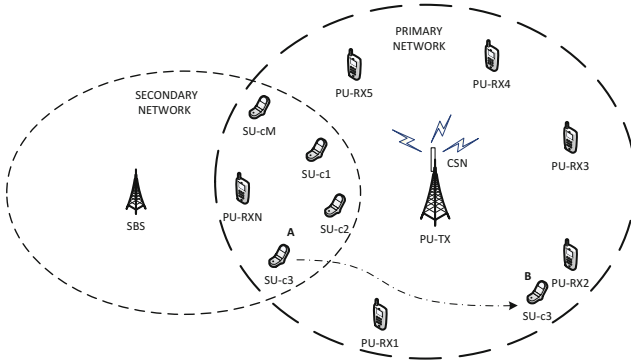 PRIMARY
NETWORK
PU-RX4
PU-RX5
SECONDARY
NETWORK
SU-cM
SU-c1
CSN
PU-RX3
PU-RXN
SU-c2
SBS
PU-TX
A
SU-c3
B
PU-RX2
SU-c3
PU-RX1